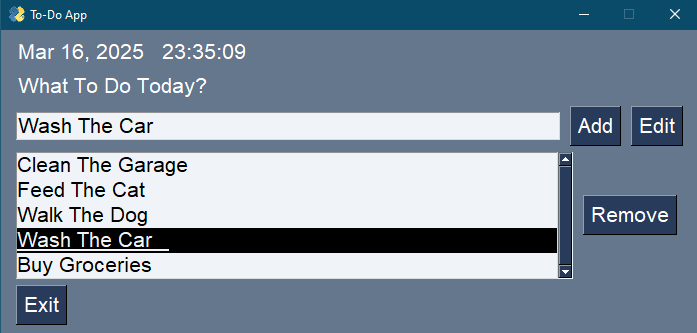 To-Do App
Mar 16, 2025   23:35:09
What To Do Today?
Wash The Car
Add
Edit
Clean The Garage
Feed The Cat
Walk The Dog
Wash The Car
Buy Groceries
Remove
Exit